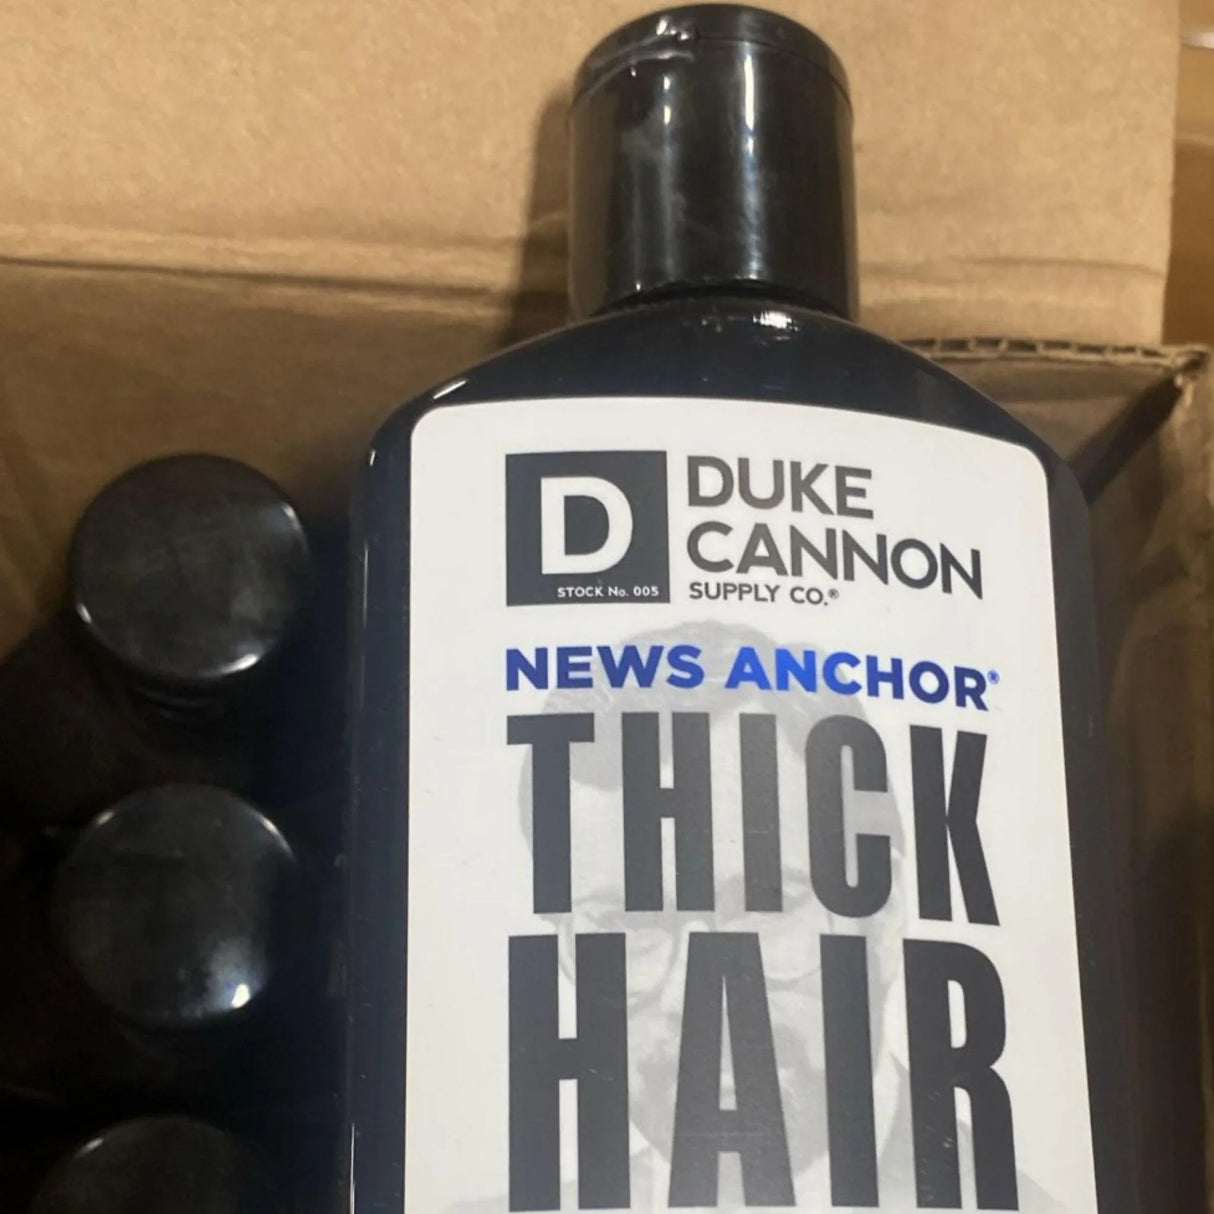 D
STOCK No. 005
DUKE
CANNON
SUPPLY CO.®
NEWS ANCHOR®
THICK
HAIR